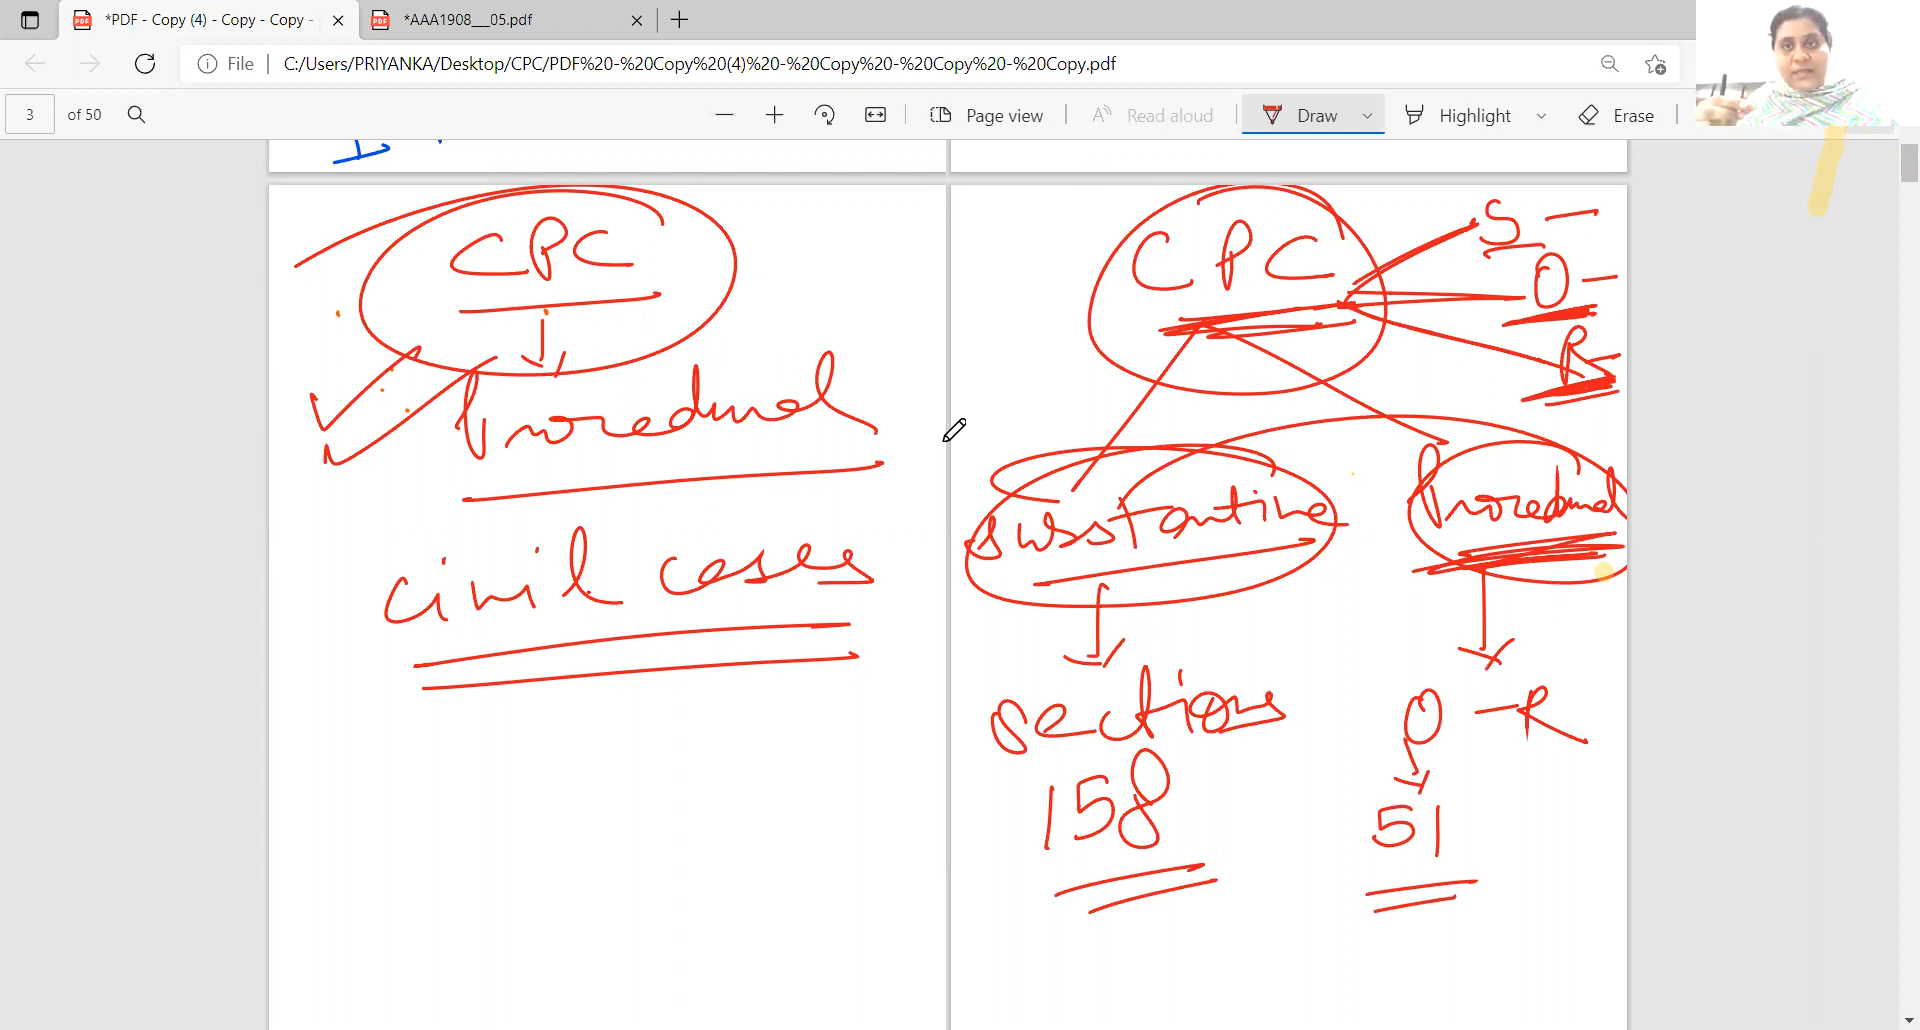 *PDF - Copy (4) - Copy - Copy -
*AAA1908___05.pdf
File
C:/Users/PRIYANKA/Desktop/CPC/PDF%20-%20Copy%20(4)%20-%20Copy%20-%20Copy%20-%20Copy.pdf
3 of 50
Page view
Read aloud
Draw
Highlight
Erase
CPC
Procedural
civil cases
CPC
S -
O -
R -
substantive
Procedural
sections
158
O - R
51